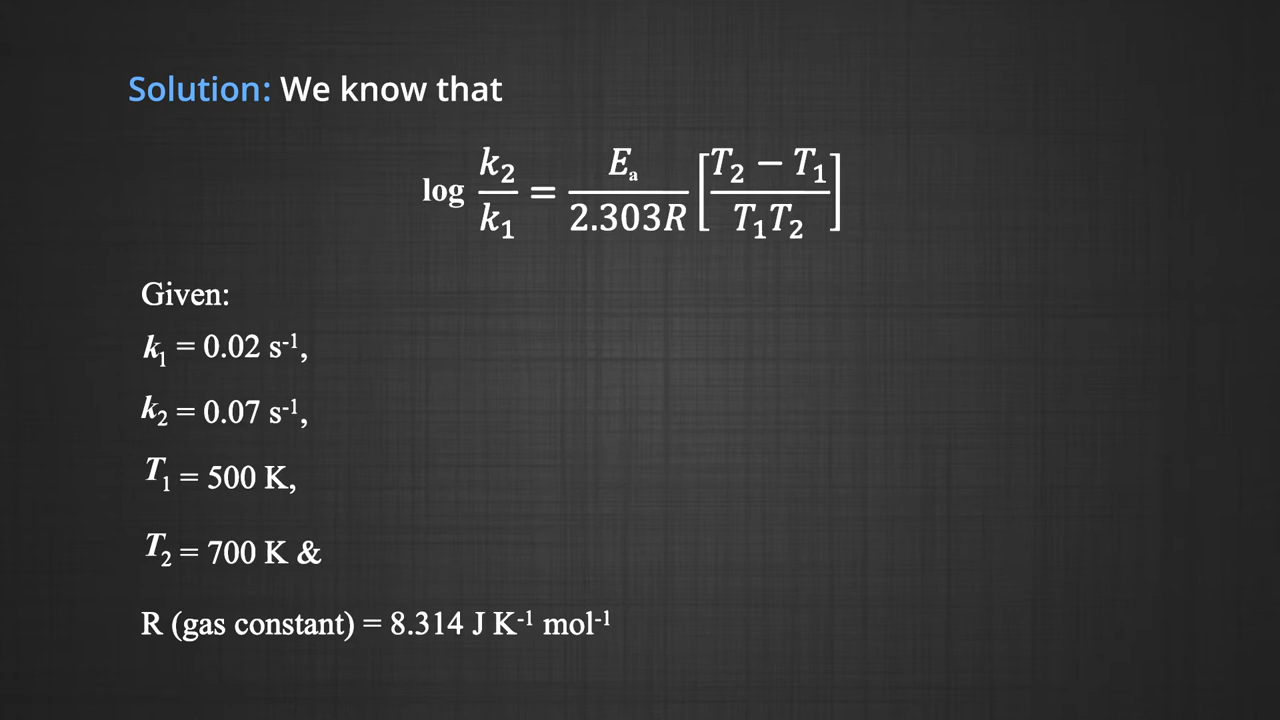 Solution: We know that
log k₂/k₁ = Eₐ/2.303R [T₂ − T₁/T₁T₂]
Given:
k₁ = 0.02 s⁻¹,
k₂ = 0.07 s⁻¹,
T₁ = 500 K,
T₂ = 700 K &
R (gas constant) = 8.314 J K⁻¹ mol⁻¹